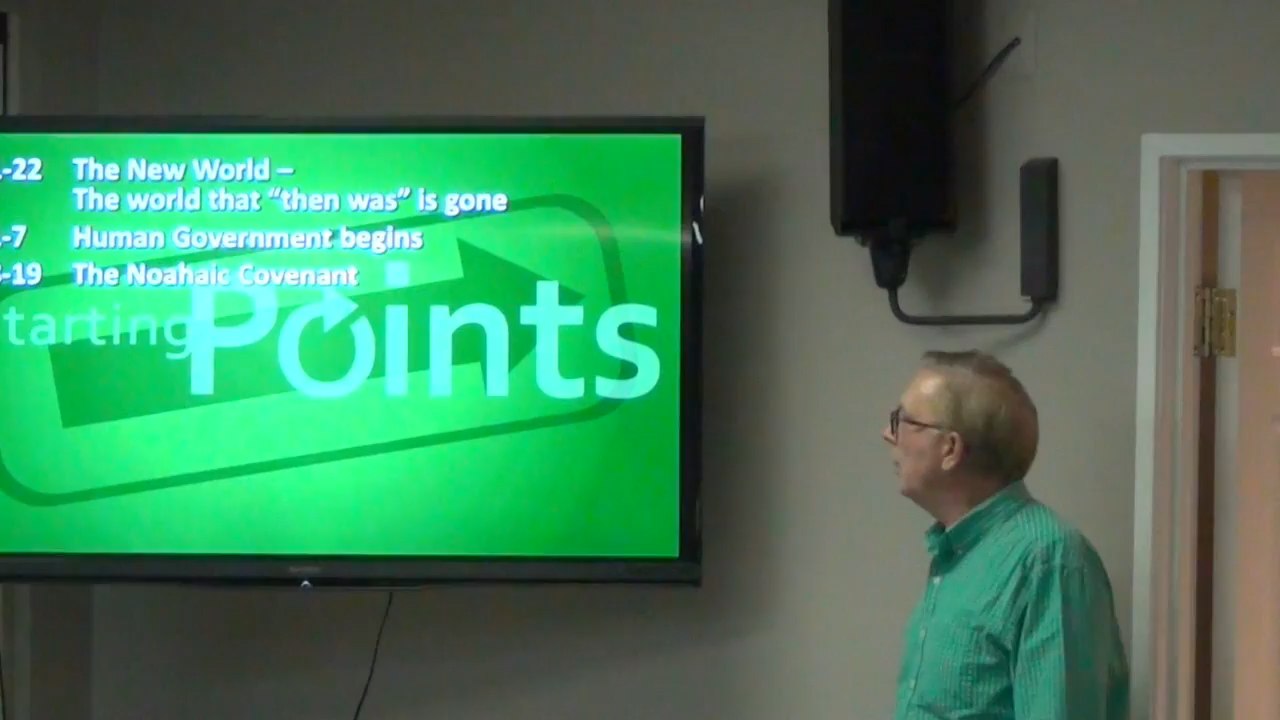 -22 The New World –
The world that “then was” is gone
-7 Human Government begins
-19 The Noahaic Covenant
tarting Points